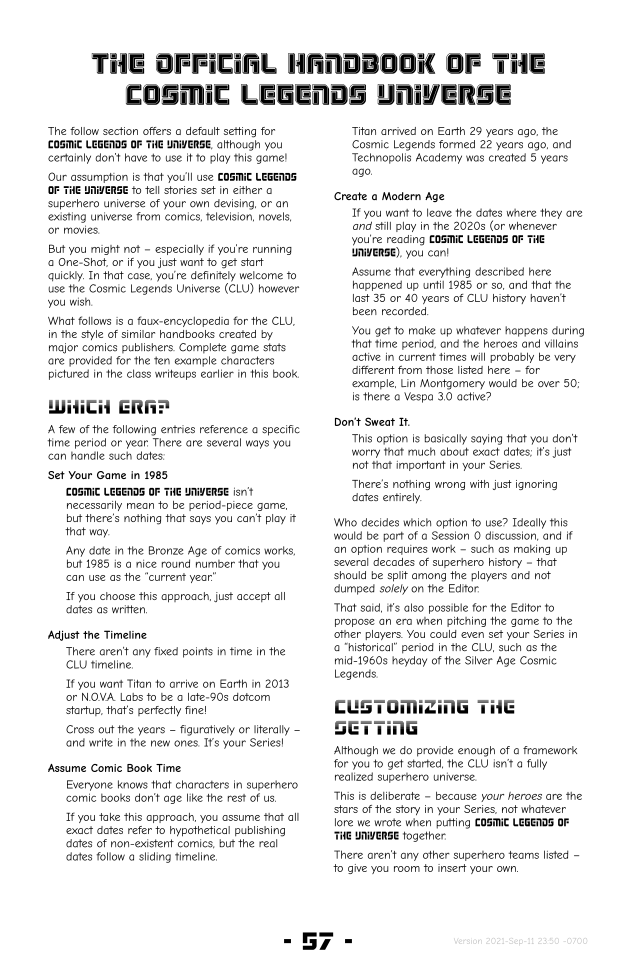 THE OFFICIAL HANDBOOK OF THE
COSMIC LEGENDS UNIVERSE
The follow section offers a default setting for
COSMIC LEGENDS OF THE UNIVERSE, although you
certainly don't have to use it to play this game!
Our assumption is that you'll use COSMIC LEGENDS
OF THE UNIVERSE to tell stories set in either a
superhero universe of your own devising, or an
existing universe from comics, television, novels,
or movies.
But you might not – especially if you're running
a One-Shot, or if you just want to get start
quickly. In that case, you're definitely welcome to
use the Cosmic Legends Universe (CLU) however
you wish.
What follows is a faux-encyclopedia for the CLU,
in the style of similar handbooks created by
major comics publishers. Complete game stats
are provided for the ten example characters
pictured in the class writeups earlier in this book.
WHICH ERA?
A few of the following entries reference a specific
time period or year. There are several ways you
can handle such dates:
Set Your Game in 1985
COSMIC LEGENDS OF THE UNIVERSE isn't
necessarily mean to be period-piece game,
but there's nothing that says you can't play it
that way.
Any date in the Bronze Age of comics works,
but 1985 is a nice round number that you
can use as the "current year."
If you choose this approach, just accept all
dates as written.
Adjust the Timeline
There aren't any fixed points in time in the
CLU timeline.
If you want Titan to arrive on Earth in 2013
or N.O.V.A. Labs to be a late-90s dotcom
startup, that's perfectly fine!
Cross out the years – figuratively or literally –
and write in the new ones. It's your Series!
Assume Comic Book Time
Everyone knows that characters in superhero
comic books don't age like the rest of us.
If you take this approach, you assume that all
exact dates refer to hypothetical publishing
dates of non-existent comics, but the real
dates follow a sliding timeline.
Titan arrived on Earth 29 years ago, the
Cosmic Legends formed 22 years ago, and
Technopolis Academy was created 5 years
ago.
Create a Modern Age
If you want to leave the dates where they are
and still play in the 2020s (or whenever
you're reading COSMIC LEGENDS OF THE
UNIVERSE), you can!
Assume that everything described here
happened up until 1985 or so, and that the
last 35 or 40 years of CLU history haven't
been recorded.
You get to make up whatever happens during
that time period, and the heroes and villains
active in current times will probably be very
different from those listed here – for
example, Lin Montgomery would be over 50;
is there a Vespa 3.0 active?
Don't Sweat It.
This option is basically saying that you don't
worry that much about exact dates; it's just
not that important in your Series.
There's nothing wrong with just ignoring
dates entirely.
Who decides which option to use? Ideally this
would be part of a Session 0 discussion, and if
an option requires work – such as making up
several decades of superhero history – that
should be split among the players and not
dumped solely on the Editor.
That said, it's also possible for the Editor to
propose an era when pitching the game to the
other players. You could even set your Series in
a "historical" period in the CLU, such as the
mid-1960s heyday of the Silver Age Cosmic
Legends.
CUSTOMIZING THE
SETTING
Although we do provide enough of a framework
for you to get started, the CLU isn't a fully
realized superhero universe.
This is deliberate – because your heroes are the
stars of the story in your Series, not whatever
lore we wrote when putting COSMIC LEGENDS OF
THE UNIVERSE together.
There aren't any other superhero teams listed –
to give you room to insert your own.
- 57 -
Version 2021-Sep-11 23:50 -0700